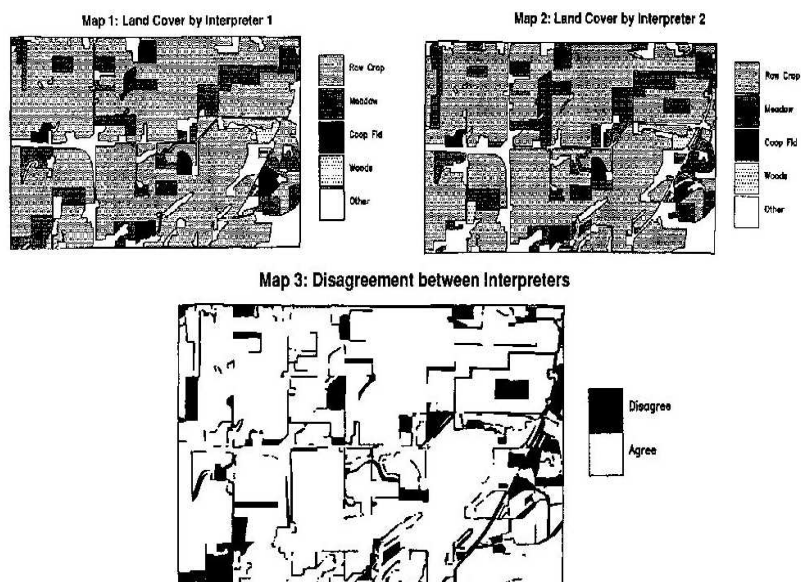 Map 1: Land Cover by Interpreter 1
Row Crop
Meadow
Coop Fld
Woods
Other
Map 2: Land Cover by Interpreter 2
Row Crop
Meadow
Coop Fld
Woods
Other
Map 3: Disagreement between Interpreters
Disagree
Agree